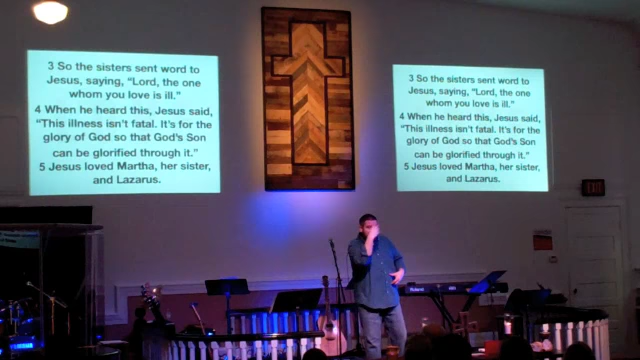 3 So the sisters sent word to
Jesus, saying, “Lord, the one
whom you love is ill.”
4 When he heard this, Jesus said,
“This illness isn’t fatal. It’s for the
glory of God so that God’s Son
can be glorified through it.”
5 Jesus loved Martha, her sister,
and Lazarus.
3 So the sisters sent word to
Jesus, saying, “Lord, the one
whom you love is ill.”
4 When he heard this, Jesus said,
“This illness isn’t fatal. It’s for the
glory of God so that God’s Son
can be glorified through it.”
5 Jesus loved Martha, her sister,
and Lazarus.
EXIT
Roland